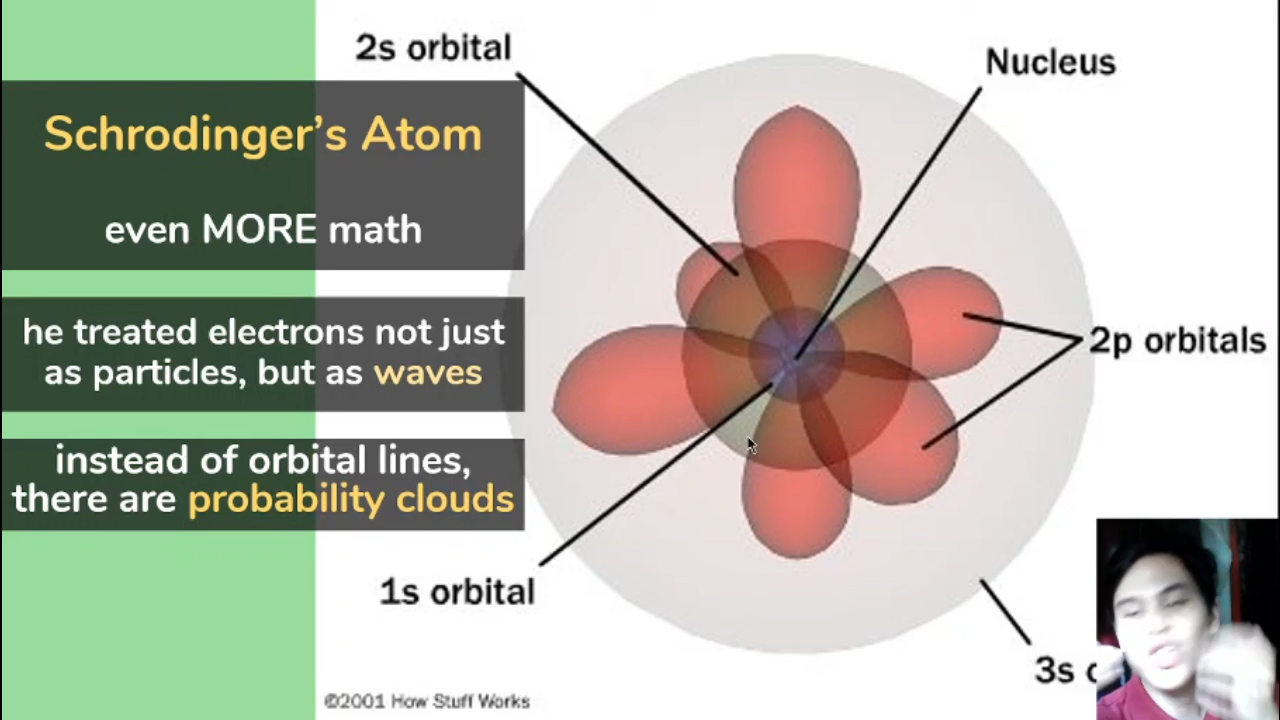 2s orbital
Nucleus
Schrodinger's Atom
even MORE math
he treated electrons not just
as particles, but as waves
2p orbitals
instead of orbital lines,
there are probability clouds
1s orbital
3s
©2001 How Stuff Works